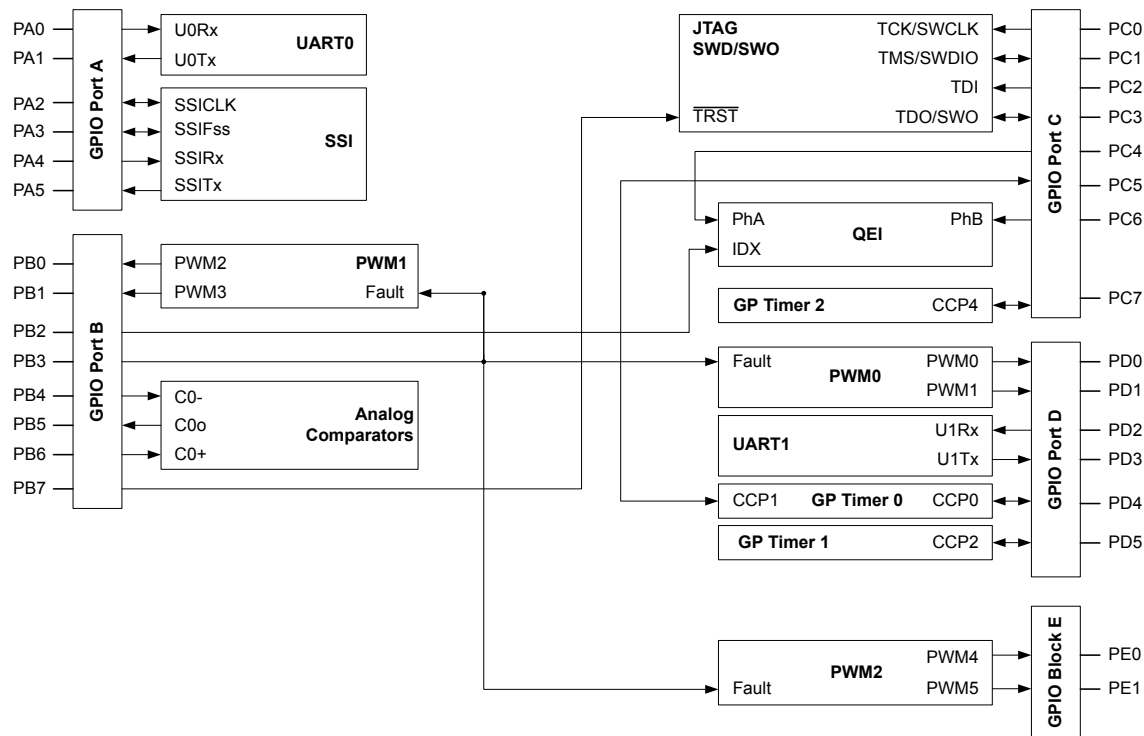 PA0
PA1
PA2
PA3
PA4
PA5
GPIO Port A
U0Rx
U0Tx
UART0
SSICLK
SSIFss
SSIRx
SSITx
SSI
PB0
PB1
PB2
PB3
PB4
PB5
PB6
PB7
GPIO Port B
PWM2
PWM3
PWM1
Fault
C0-
C0o
C0+
Analog
Comparators
JTAG
SWD/SWO
TRST
TCK/SWCLK
TMS/SWDIO
TDI
TDO/SWO
PhA
IDX
QEI
PhB
GP Timer 2
CCP4
GPIO Port C
PC0
PC1
PC2
PC3
PC4
PC5
PC6
PC7
Fault
PWM0
PWM0
PWM1
UART1
U1Rx
U1Tx
CCP1
GP Timer 0
CCP0
GP Timer 1
CCP2
GPIO Port D
PD0
PD1
PD2
PD3
PD4
PD5
Fault
PWM2
PWM4
PWM5
GPIO Block E
PE0
PE1